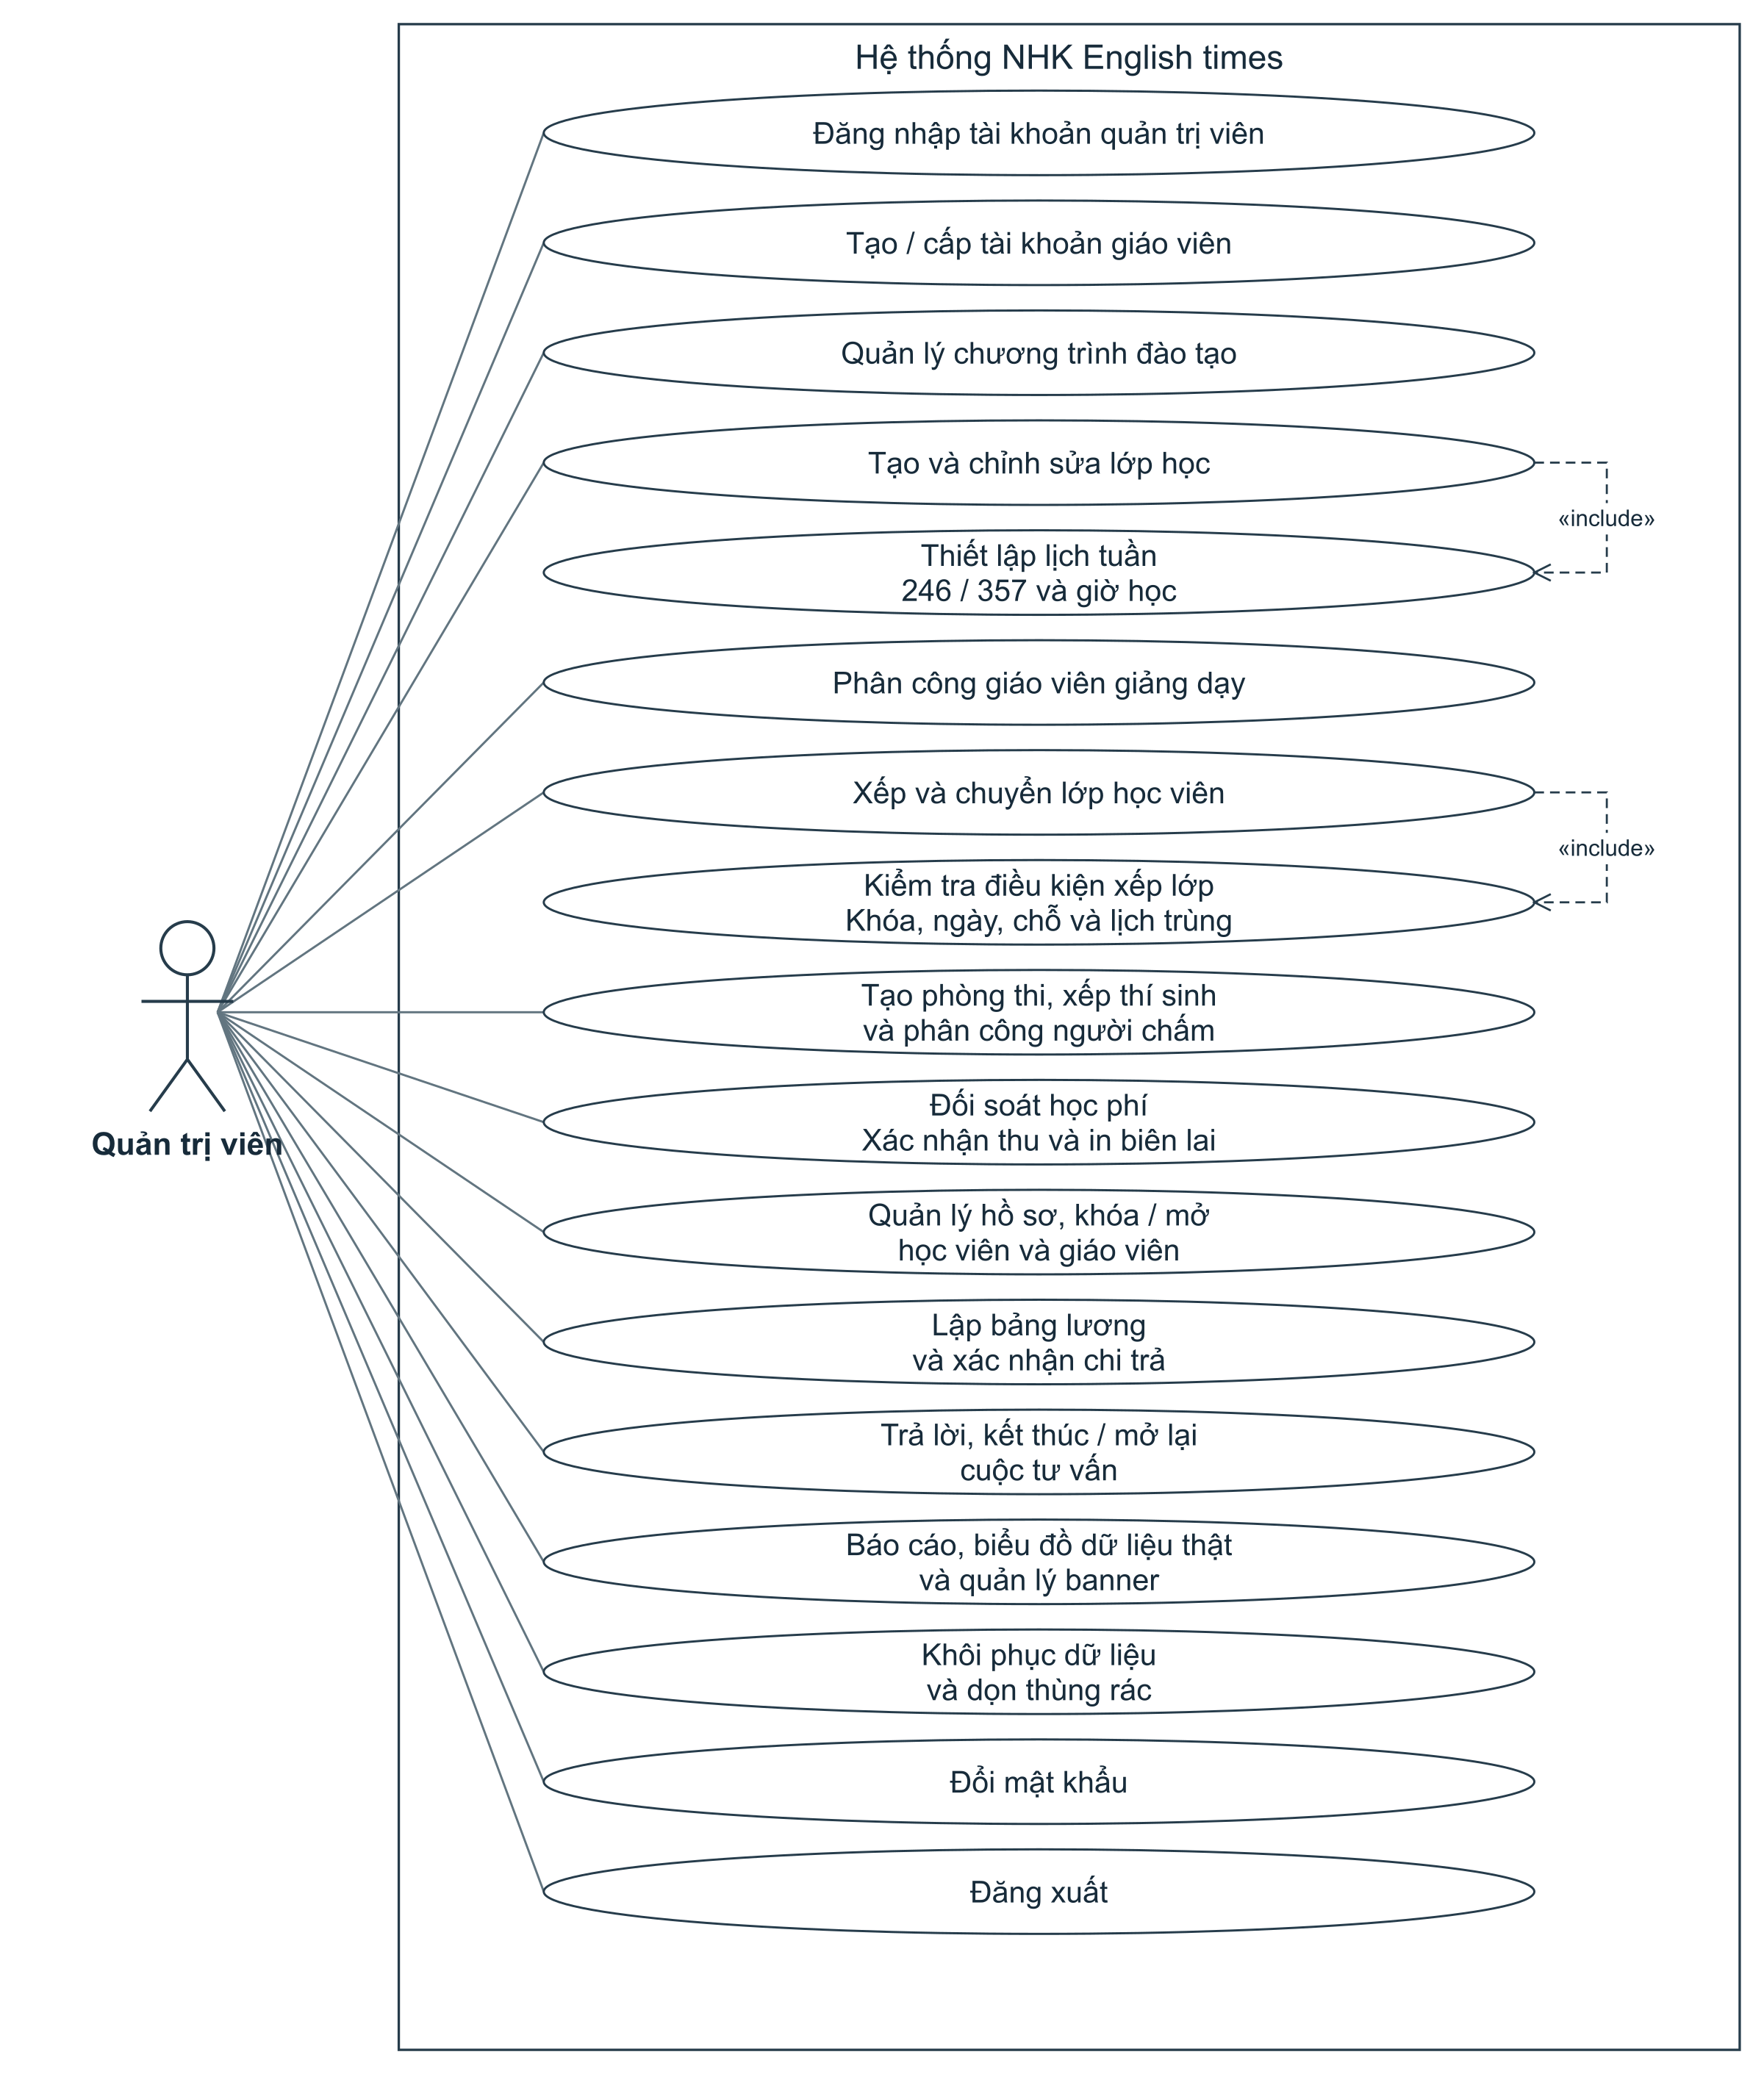 Hệ thống NHK English times
Đăng nhập tài khoản quản trị viên
Tạo / cấp tài khoản giáo viên
Quản lý chương trình đào tạo
Tạo và chỉnh sửa lớp học
«include»
Thiết lập lịch tuần
246 / 357 và giờ học
Phân công giáo viên giảng dạy
Xếp và chuyển lớp học viên
«include»
Kiểm tra điều kiện xếp lớp
Khóa, ngày, chỗ và lịch trùng
Tạo phòng thi, xếp thí sinh
và phân công người chấm
Đối soát học phí
Xác nhận thu và in biên lai
Quản trị viên
Quản lý hồ sơ, khóa / mở
học viên và giáo viên
Lập bảng lương
và xác nhận chi trả
Trả lời, kết thúc / mở lại
cuộc tư vấn
Báo cáo, biểu đồ dữ liệu thật
và quản lý banner
Khôi phục dữ liệu
và dọn thùng rác
Đổi mật khẩu
Đăng xuất